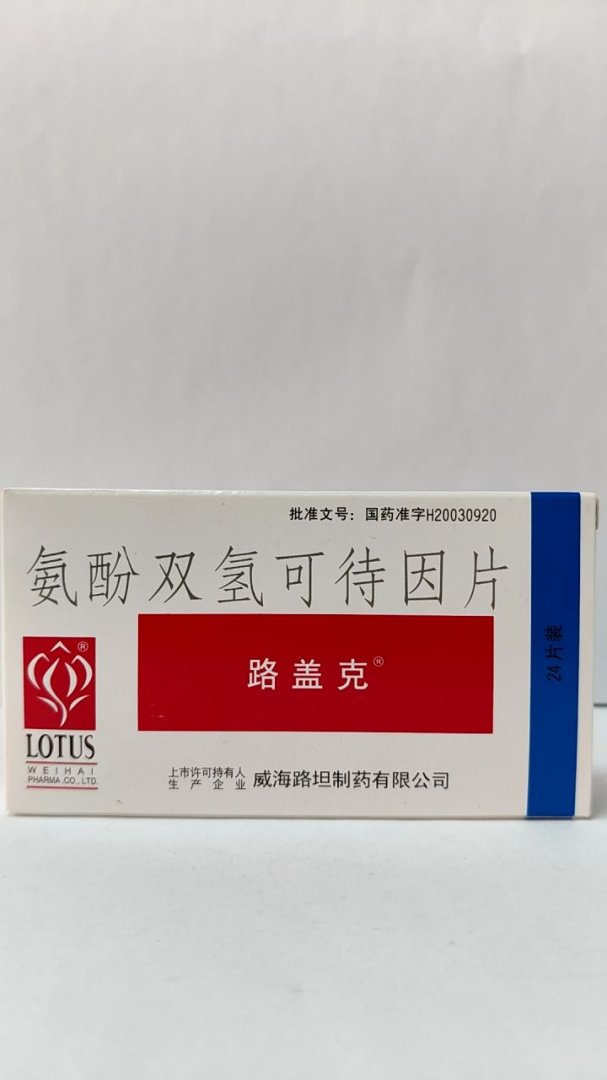 批准文号：国药准字H20030920
氨酚双氢可待因片
路盖克®
24片装
®
LOTUS
WEIHAI
PHARMA.CO.,LTD.
上市许可持有人
生产企业
威海路坦制药有限公司